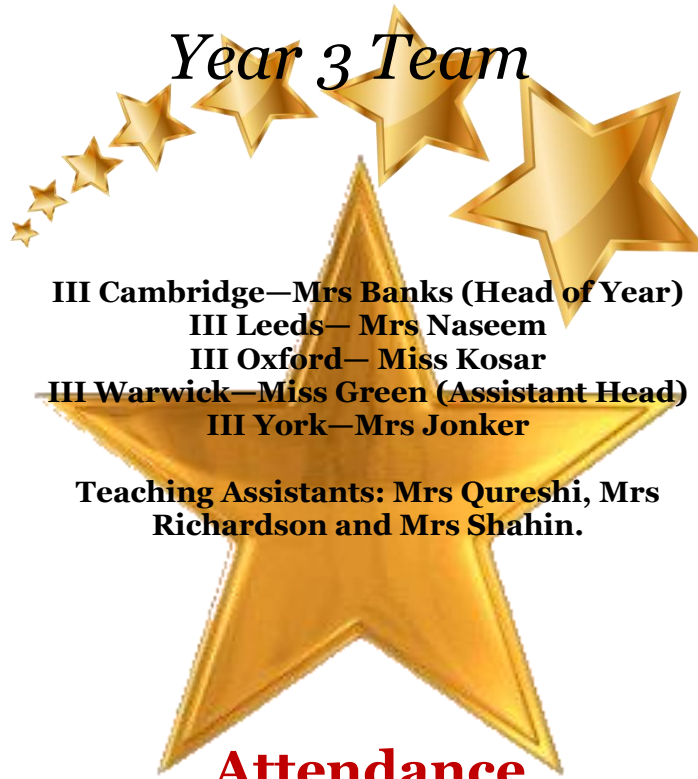 Year 3 Team
III Cambridge—Mrs Banks (Head of Year)
III Leeds— Mrs Naseem
III Oxford— Miss Kosar
III Warwick—Miss Green (Assistant Head)
III York—Mrs Jonker
Teaching Assistants: Mrs Qureshi, Mrs
Richardson and Mrs Shahin.
Attendance